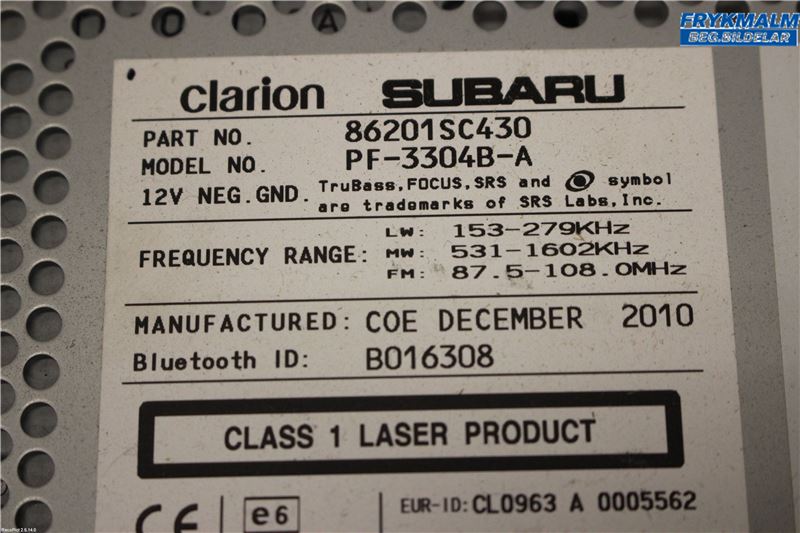 FRYKMALM
BEG.BILDELAR
clarion SUBARU
PART NO. 86201SC430
MODEL NO. PF-3304B-A
12V NEG.GND. TruBass,FOCUS,SRS and symbol
are trademarks of SRS Labs,Inc.
FREQUENCY RANGE: LW: 153-279KHz
MW: 531-1602KHz
FM: 87.5-108.0MHz
MANUFACTURED: COE DECEMBER 2010
Bluetooth ID: B016308
CLASS 1 LASER PRODUCT
CE e6 EUR-ID: CL0963 A 0005562